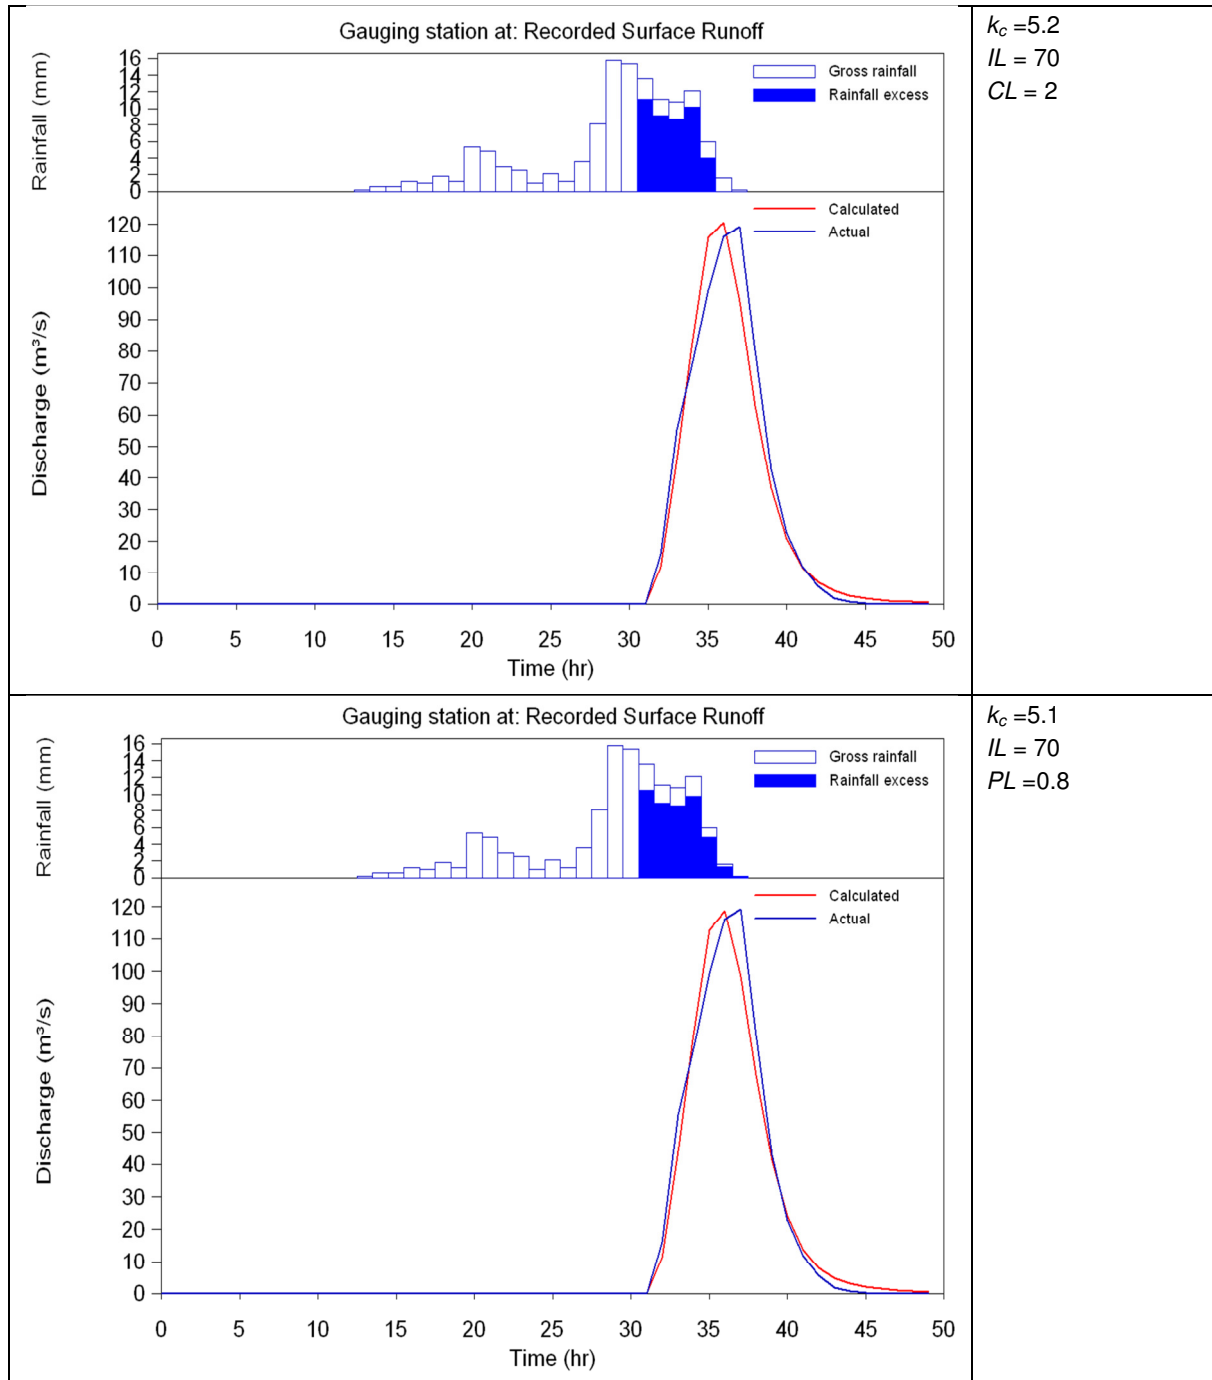 Gauging station at: Recorded Surface Runoff
Rainfall (mm)
16
14
12
10
8
6
4
2
0
Gross rainfall
Rainfall excess
Discharge (m³/s)
120
110
100
90
80
70
60
50
40
30
20
10
0
Calculated
Actual
0 5 10 15 20 25 30 35 40 45 50
Time (hr)
kc =5.2
IL = 70
CL = 2
Gauging station at: Recorded Surface Runoff
Rainfall (mm)
16
14
12
10
8
6
4
2
0
Gross rainfall
Rainfall excess
Discharge (m³/s)
120
110
100
90
80
70
60
50
40
30
20
10
0
Calculated
Actual
0 5 10 15 20 25 30 35 40 45 50
Time (hr)
kc =5.1
IL = 70
PL =0.8